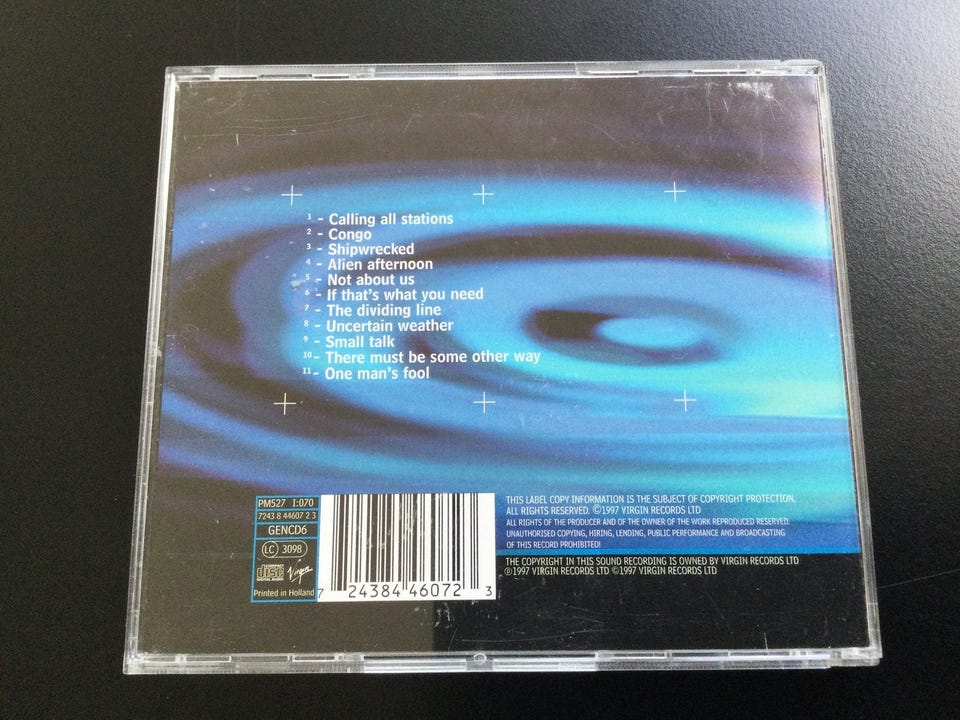 1 - Calling all stations
2 - Congo
3 - Shipwrecked
4 - Alien afternoon
5 - Not about us
6 - If that's what you need
7 - The dividing line
8 - Uncertain weather
9 - Small talk
10 - There must be some other way
11 - One man's fool
PM527 I:070
7243 8 44607 2 3
GENCD6
LC 3098
COMPACT disc DIGITAL AUDIO Virgin
Printed in Holland
7 24384 46072 3
THIS LABEL COPY INFORMATION IS THE SUBJECT OF COPYRIGHT PROTECTION.
ALL RIGHTS RESERVED. ©1997 VIRGIN RECORDS LTD
ALL RIGHTS OF THE PRODUCER AND OF THE OWNER OF THE WORK REPRODUCED RESERVED.
UNAUTHORISED COPYING, HIRING, LENDING, PUBLIC PERFORMANCE AND BROADCASTING
OF THIS RECORD PROHIBITED!
THE COPYRIGHT IN THIS SOUND RECORDING IS OWNED BY VIRGIN RECORDS LTD
℗1997 VIRGIN RECORDS LTD ©1997 VIRGIN RECORDS LTD